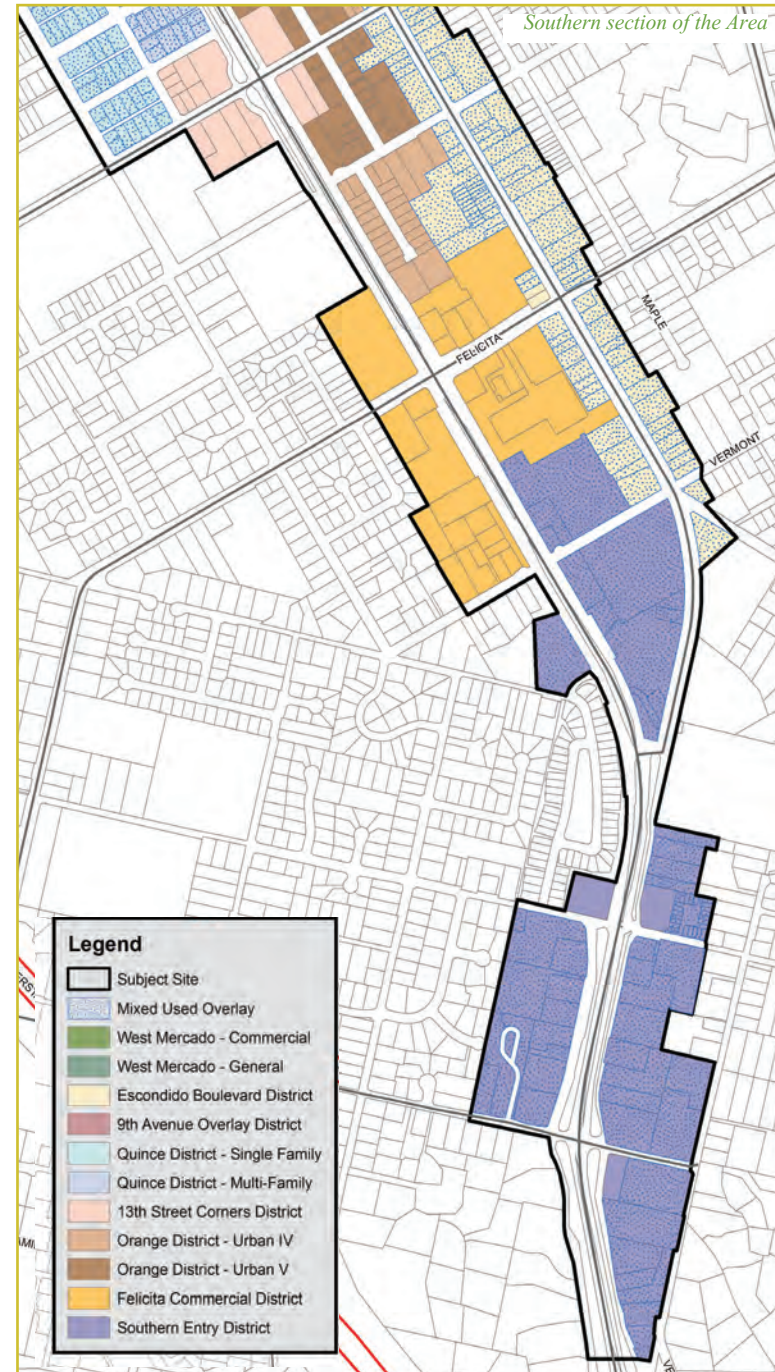 Southern section of the Area
MAPLE
FELICITA
VERMONT
Legend
Subject Site
Mixed Used Overlay
West Mercado - Commercial
West Mercado - General
Escondido Boulevard District
9th Avenue Overlay District
Quince District - Single Family
Quince District - Multi-Family
13th Street Corners District
Orange District - Urban IV
Orange District - Urban V
Felicita Commercial District
Southern Entry District